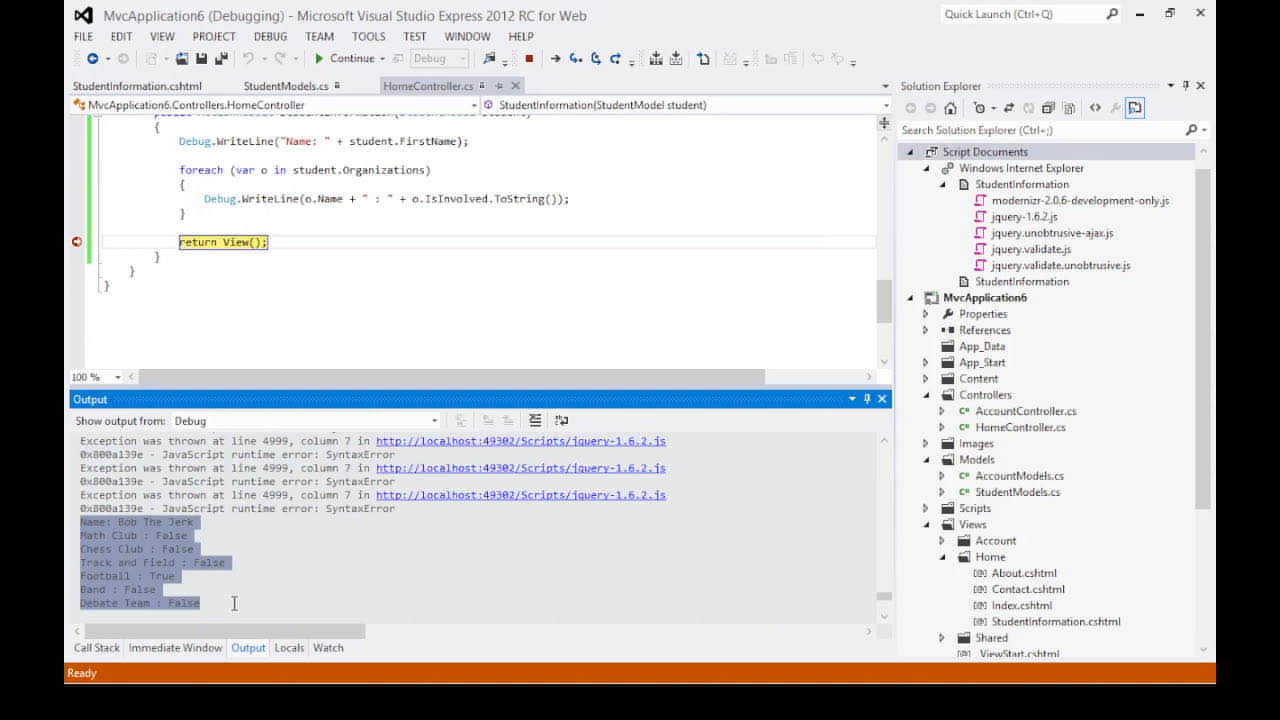 MvcApplication6 (Debugging) - Microsoft Visual Studio Express 2012 RC for Web
Quick Launch (Ctrl+Q)
FILE EDIT VIEW PROJECT DEBUG TEAM TOOLS TEST WINDOW HELP
Continue Debug
StudentInformation.cshtml StudentModels.cs HomeController.cs
MvcApplication6.Controllers.HomeController StudentInformation(StudentModel student)
{
Debug.WriteLine("Name: " + student.FirstName);
foreach (var o in student.Organizations)
{
Debug.WriteLine(o.Name + " : " + o.IsInvolved.ToString());
}
return View();
}
}
}
100 %
Output
Show output from: Debug
Exception was thrown at line 4999, column 7 in http://localhost:49302/Scripts/jquery-1.6.2.js
0x800a139e - JavaScript runtime error: SyntaxError
Exception was thrown at line 4999, column 7 in http://localhost:49302/Scripts/jquery-1.6.2.js
0x800a139e - JavaScript runtime error: SyntaxError
Exception was thrown at line 4999, column 7 in http://localhost:49302/Scripts/jquery-1.6.2.js
0x800a139e - JavaScript runtime error: SyntaxError
Name: Bob The Jerk
Math Club : False
Chess Club : False
Track and Field : False
Football : True
Band : False
Debate Team : False
Call Stack Immediate Window Output Locals Watch
Ready
Solution Explorer
Search Solution Explorer (Ctrl+;)
Script Documents
Windows Internet Explorer
StudentInformation
modernizr-2.0.6-development-only.js
jquery-1.6.2.js
jquery.unobtrusive-ajax.js
jquery.validate.js
jquery.validate.unobtrusive.js
StudentInformation
MvcApplication6
Properties
References
App_Data
App_Start
Content
Controllers
AccountController.cs
HomeController.cs
Images
Models
AccountModels.cs
StudentModels.cs
Scripts
Views
Account
Home
About.cshtml
Contact.cshtml
Index.cshtml
StudentInformation.cshtml
Shared
_ViewStart.cshtml